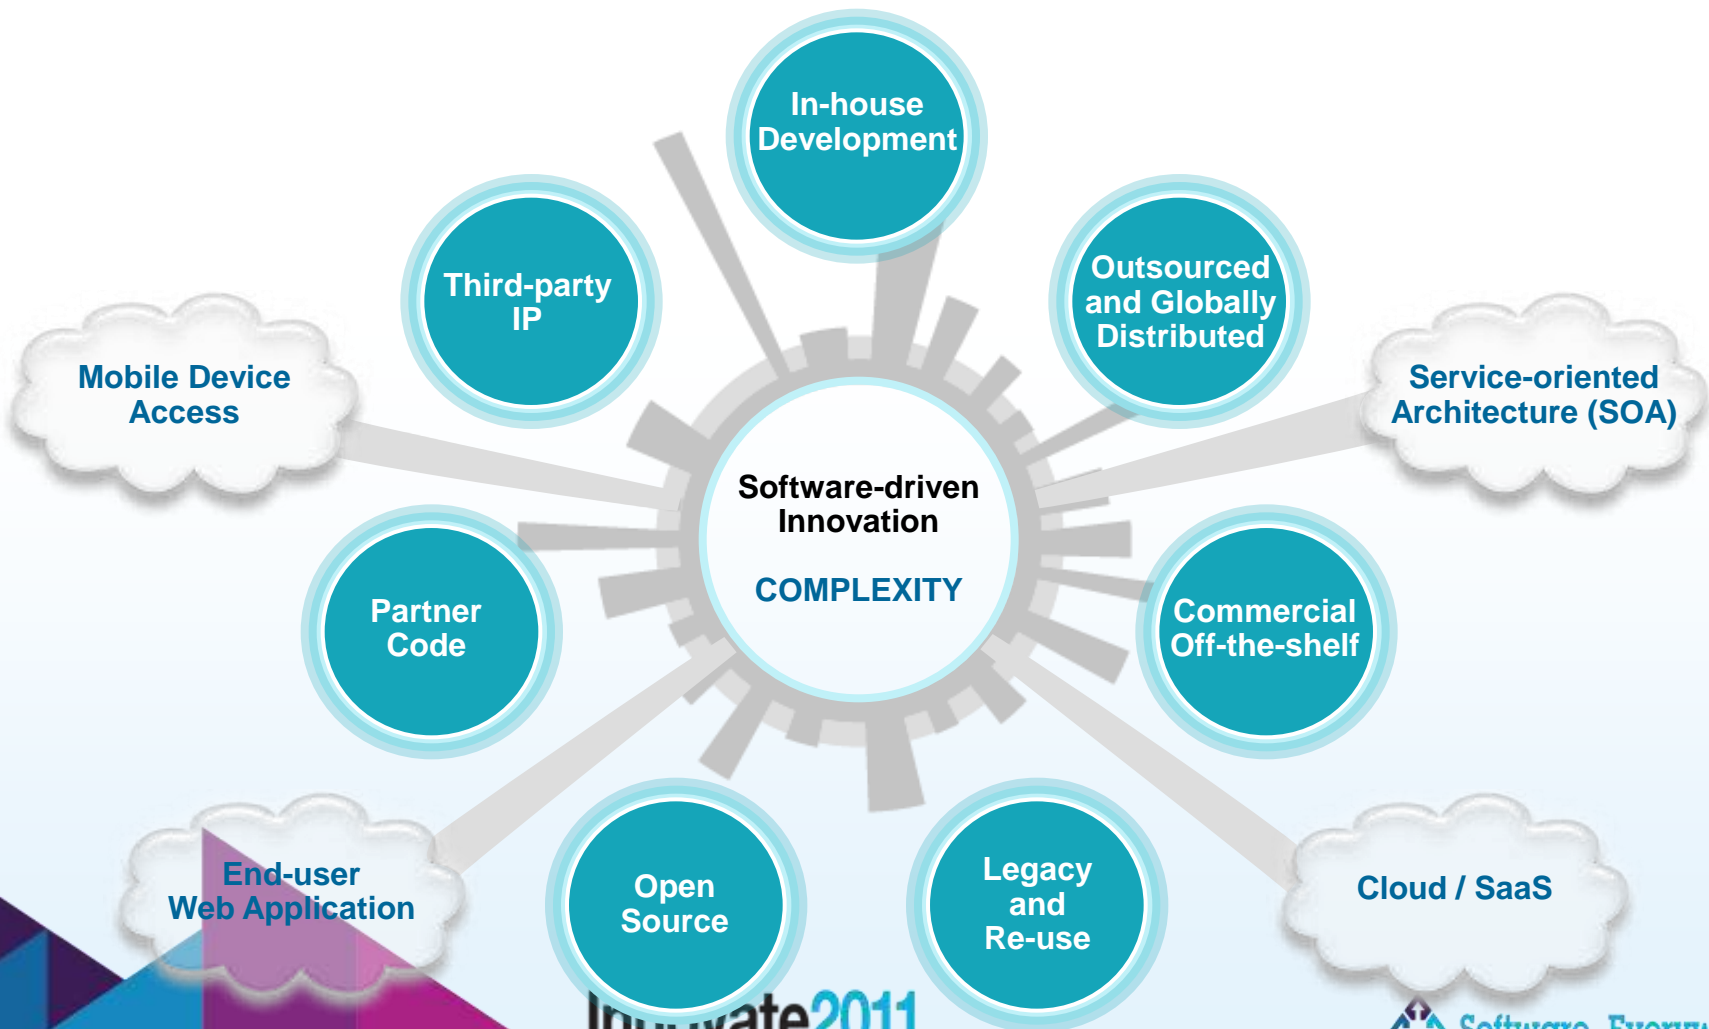 In-house
Development
Third-party
IP
Outsourced
and Globally
Distributed
Mobile Device
Access
Service-oriented
Architecture (SOA)
Software-driven
Innovation
COMPLEXITY
Partner
Code
Commercial
Off-the-shelf
End-user
Web Application
Open
Source
Legacy
and
Re-use
Cloud / SaaS
Innovate2011
Software.